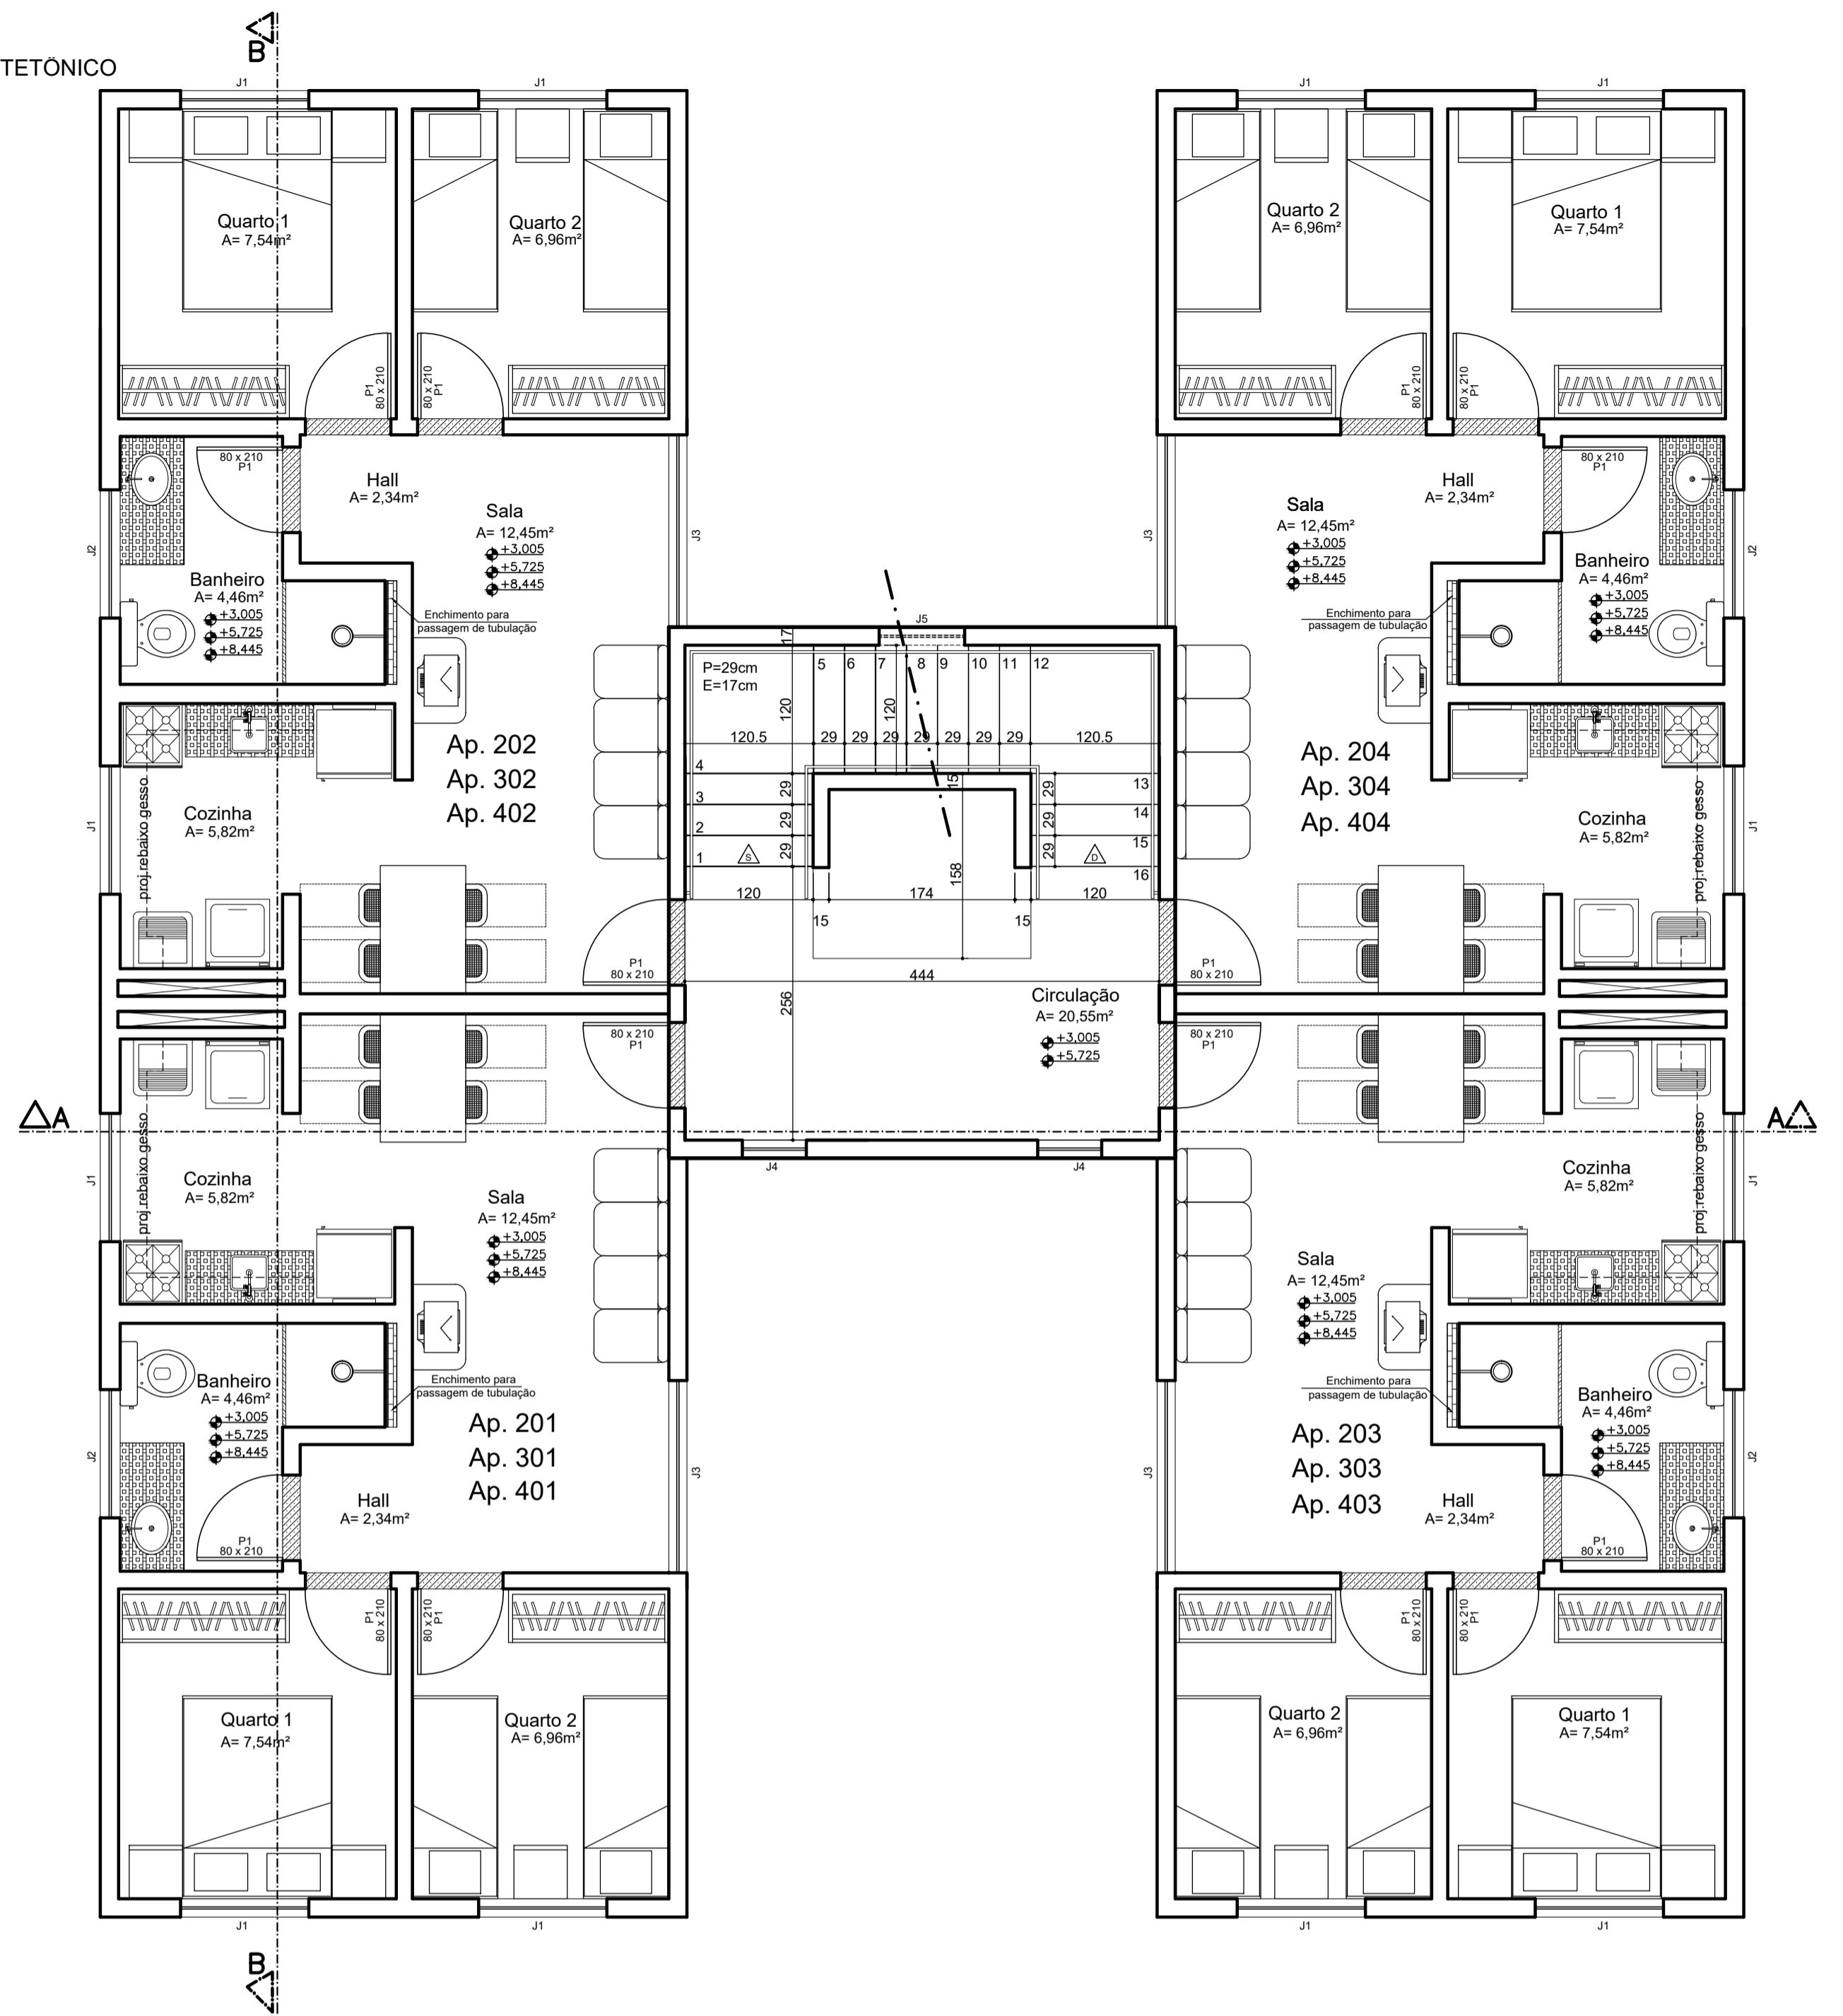 B
TETÔNICO
J1
J1
J1
J1
Quarto 1
A= 7,54m²
Quarto 2
A= 6,96m²
Quarto 2
A= 6,96m²
Quarto 1
A= 7,54m²
P1
80 x 210
80 x 210
P1
P1
80 x 210
80 x 210
P1
80 x 210
P1
Hall
A= 2,34m²
Sala
A= 12,45m²
+3,005
+5,725
+8,445
J3
J2
Banheiro
A= 4,46m²
+3,005
+5,725
+8,445
Enchimento para
passagem de tubulação
J3
Sala
A= 12,45m²
+3,005
+5,725
+8,445
Hall
A= 2,34m²
80 x 210
P1
J2
Banheiro
A= 4,46m²
+3,005
+5,725
+8,445
Enchimento para
passagem de tubulação
J5
17
P=29cm
E=17cm
5
6
7
8
9
10
11
12
120
120
120.5
29
29
29
29
29
29
29
120.5
4
3
2
1
29
29
29
S
15
158
29
29
29
13
14
15
16
D
120
174
120
15
15
444
256
Ap. 202
Ap. 302
Ap. 402
Ap. 204
Ap. 304
Ap. 404
Cozinha
A= 5,82m²
proj.rebaixo gesso
J1
Cozinha
A= 5,82m²
proj.rebaixo gesso
J1
P1
80 x 210
P1
80 x 210
Circulação
A= 20,55m²
+3,005
+5,725
80 x 210
P1
80 x 210
P1
A
A
J4
J4
J1
proj.rebaixo gesso
Cozinha
A= 5,82m²
Sala
A= 12,45m²
+3,005
+5,725
+8,445
Cozinha
A= 5,82m²
proj.rebaixo gesso
J1
Sala
A= 12,45m²
+3,005
+5,725
+8,445
Banheiro
A= 4,46m²
+3,005
+5,725
+8,445
J2
Enchimento para
passagem de tubulação
Ap. 201
Ap. 301
Ap. 401
J3
J3
Enchimento para
passagem de tubulação
Banheiro
A= 4,46m²
+3,005
+5,725
+8,445
J2
Ap. 203
Ap. 303
Ap. 403
Hall
A= 2,34m²
P1
80 x 210
Hall
A= 2,34m²
P1
80 x 210
P1
80 x 210
80 x 210
P1
P1
80 x 210
80 x 210
P1
Quarto 1
A= 7,54m²
Quarto 2
A= 6,96m²
Quarto 2
A= 6,96m²
Quarto 1
A= 7,54m²
J1
J1
J1
J1
B